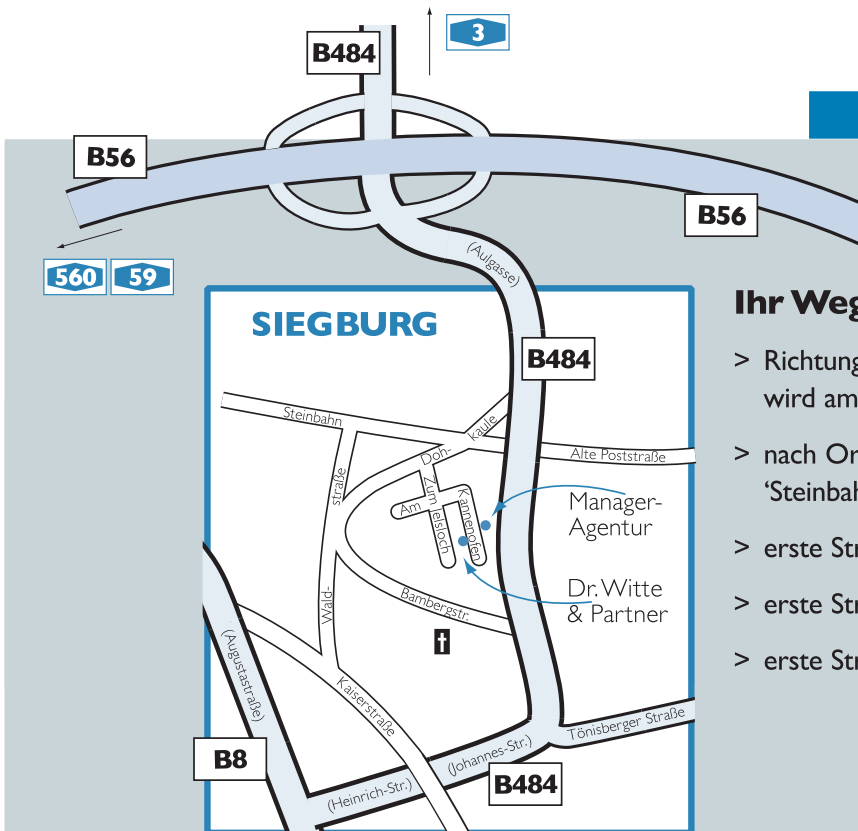 3
B484
B56
B56
560 59
(Aulgasse)
SIEGBURG
B484
Ihr Weg
> Richtung
wird am
> nach Or
‘Steinbah
> erste Str
> erste Str
> erste Str
Steinbahn
Doh-
kaule
Alte Poststraße
straße
Zum Jelsloch
Kannenofen
Am
Manager-
Agentur
Dr. Witte
& Partner
Wald-
Bambergstr.
(Augustastraße)
Kaiserstraße
B8
(Heinrich-Str.)
(Johannes-Str.)
Tönisberger Straße
B484